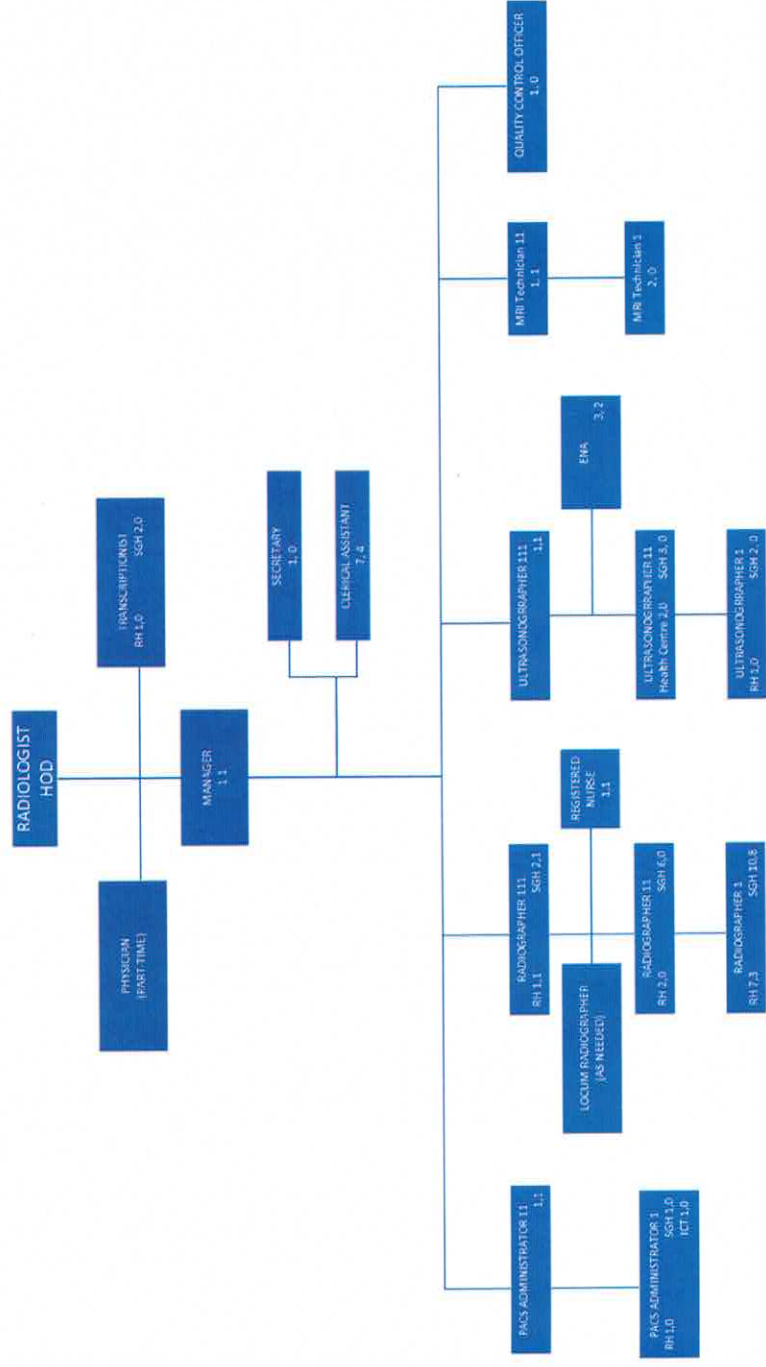 RADIOLOGIST
HOD
PHYSICIAN
(PART-TIME)
TRANSCRIPTIONIST
RH 1,0 SGH 2,0
MANAGER
1 1
SECRETARY
1, 0
CLERICAL ASSISTANT
7, 4
PACS ADMINISTRATOR 11
1,1
PACS ADMINISTRATOR 1
SGH 1,0
RH 1,0 ICT 1,0
RADIOGRAPHER 111
RH 1,1 SGH 2,1
LOCUM RADIOGRAPHER
(AS NEEDED)
REGISTERED
NURSE
1,1
RADIOGRAPHER 11
RH 2,0 SGH 6,0
RADIOGRAPHER 1
RH 7,3 SGH 10,8
ULTRASONOGRRAPHER 111
1,1
ENA
3, 2
ULTRASONOGRRAPHER 11
Health Centre 2,0 SGH 3, 0
ULTRASONOGRRAPHER 1
RH 1,0 SGH 2, 0
MRI Technician 11
1, 1
MRI Technician 1
2, 0
QUALITY CONTROL OFFICER
1, 0